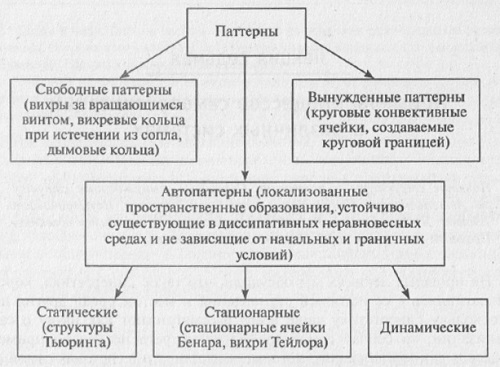 Паттерны
Свободные паттерны
(вихры за вращающимся
винтом, вихревые кольца
при истечении из сопла,
дымовые кольца)
Вынужденные паттерны
(круговые конвективные
ячейки, создаваемые
круговой границей)
Автопаттерны (локализованные
пространственные образования, устойчиво
существующие в диссипативных неравновесных
средах и не зависящие от начальных и граничных
условий)
Статические
(структуры
Тьюринга)
Стационарные
(стационарные ячейки
Бенара, вихри Тейлора)
Динамические